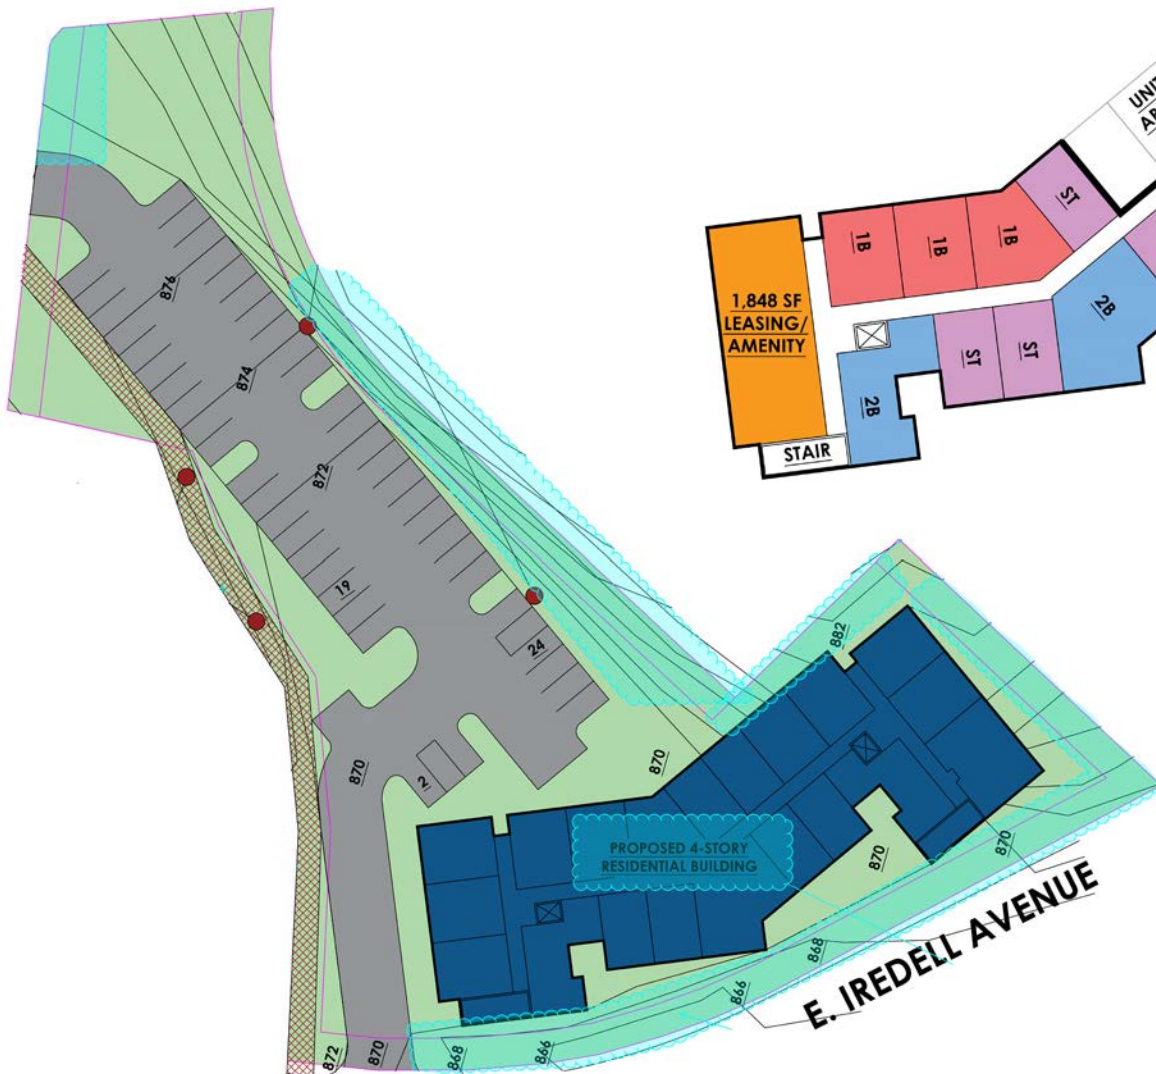 UNIT
ST
1B
1B
1B
1,848 SF
LEASING/
AMENITY
2B
ST
ST
2B
STAIR
876
874
872
19
24
882
870
2
870
PROPOSED 4-STORY
RESIDENTIAL BUILDING
870
870
E. IREDELL AVENUE
868
866
872
870
868
866